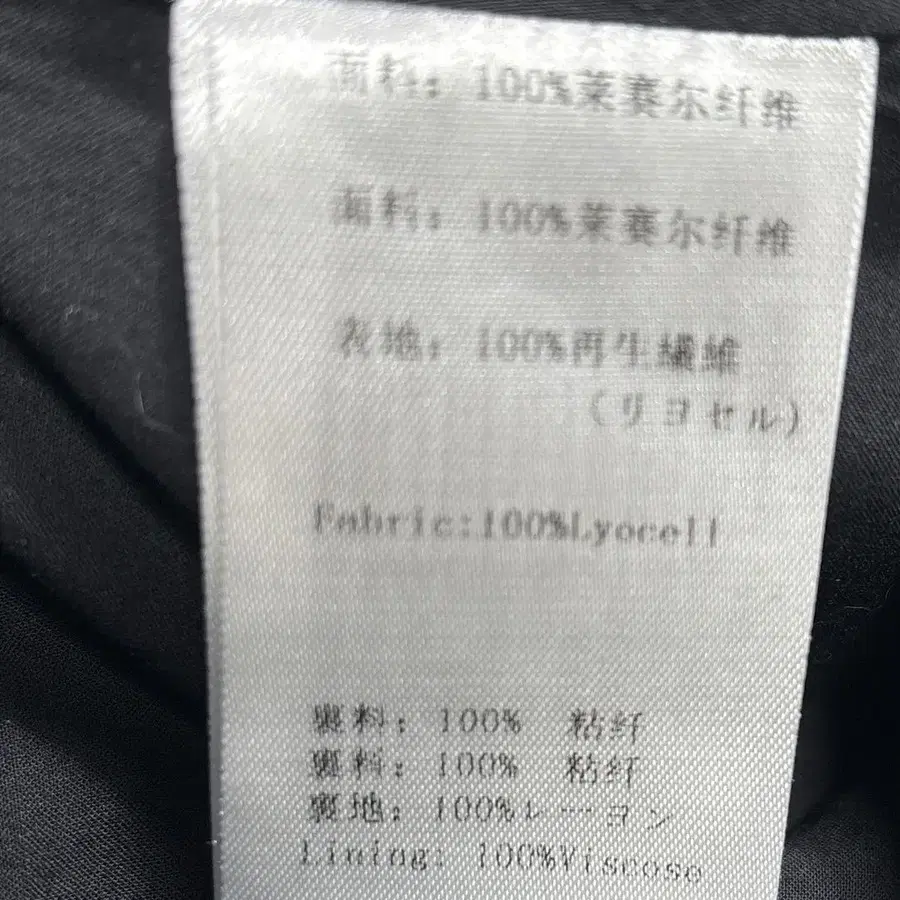 面料：100%莱赛尔纤维
面料：100%莱赛尔纤维
表地：100%再生繊維
（リヨセル）
Fabric:100%Lyocell
裏料：100% 粘纤
裏料：100% 粘纤
裏地：100%レーヨン
Lining: 100%Viscose